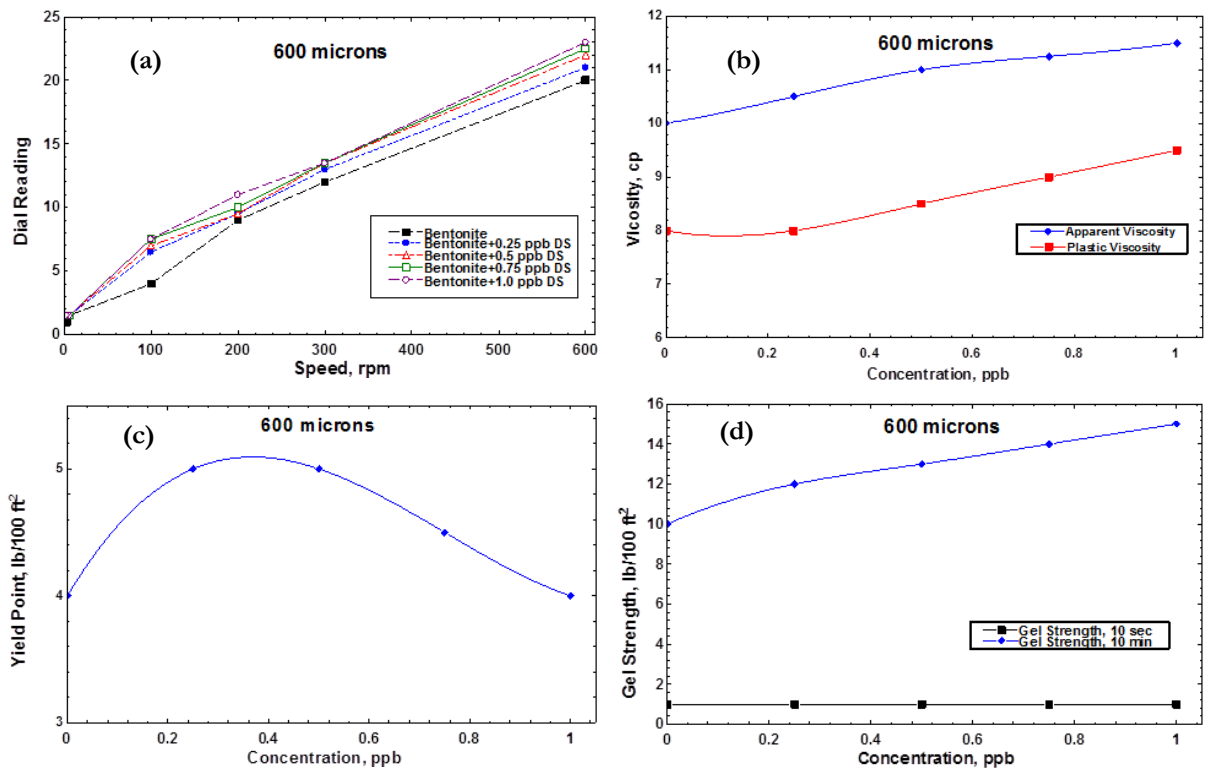 (a)
600 microns
25
20
15
10
5
0
Dial Reading
Bentonite
Bentonite+0.25 ppb DS
Bentonite+0.5 ppb DS
Bentonite+0.75 ppb DS
Bentonite+1.0 ppb DS
0 100 200 300 400 500 600
Speed, rpm
(b)
600 microns
12
11
10
9
8
7
6
Viscosity, cp
Apparent Viscosity
Plastic Viscosity
0 0.2 0.4 0.6 0.8 1
Concentration, ppb
(c)
600 microns
5
4
3
Yield Point, lb/100 ft²
0 0.2 0.4 0.6 0.8 1
Concentration, ppb
(d)
600 microns
16
14
12
10
8
6
4
2
0
Gel Strength, lb/100 ft²
Gel Strength, 10 sec
Gel Strength, 10 min
0 0.2 0.4 0.6 0.8 1
Concentration, ppb